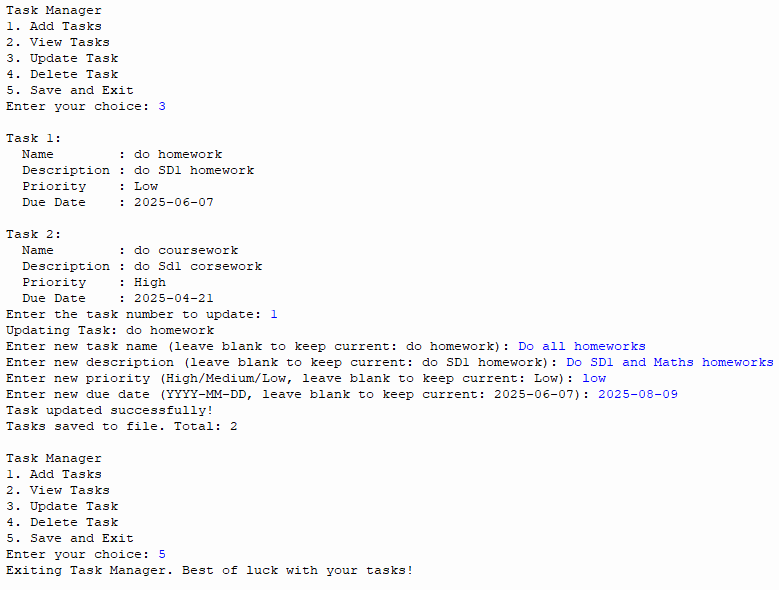 Task Manager
1. Add Tasks
2. View Tasks
3. Update Task
4. Delete Task
5. Save and Exit
Enter your choice: 3
Task 1:
Name : do homework
Description : do SD1 homework
Priority : Low
Due Date : 2025-06-07
Task 2:
Name : do coursework
Description : do Sd1 corsework
Priority : High
Due Date : 2025-04-21
Enter the task number to update: 1
Updating Task: do homework
Enter new task name (leave blank to keep current: do homework): Do all homeworks
Enter new description (leave blank to keep current: do SD1 homework): Do SD1 and Maths homeworks
Enter new priority (High/Medium/Low, leave blank to keep current: Low): low
Enter new due date (YYYY-MM-DD, leave blank to keep current: 2025-06-07): 2025-08-09
Task updated successfully!
Tasks saved to file. Total: 2
Task Manager
1. Add Tasks
2. View Tasks
3. Update Task
4. Delete Task
5. Save and Exit
Enter your choice: 5
Exiting Task Manager. Best of luck with your tasks!